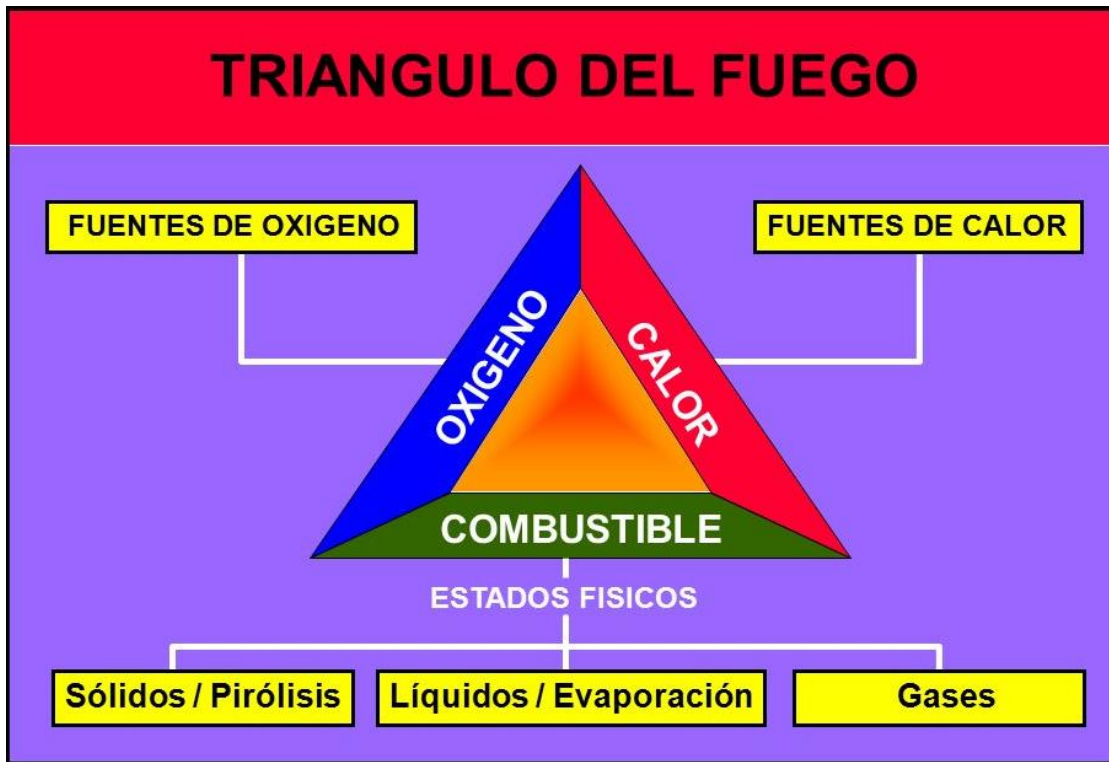 TRIANGULO DEL FUEGO
FUENTES DE OXIGENO
FUENTES DE CALOR
OXIGENO
CALOR
COMBUSTIBLE
ESTADOS FISICOS
Sólidos / Pirólisis
Líquidos / Evaporación
Gases